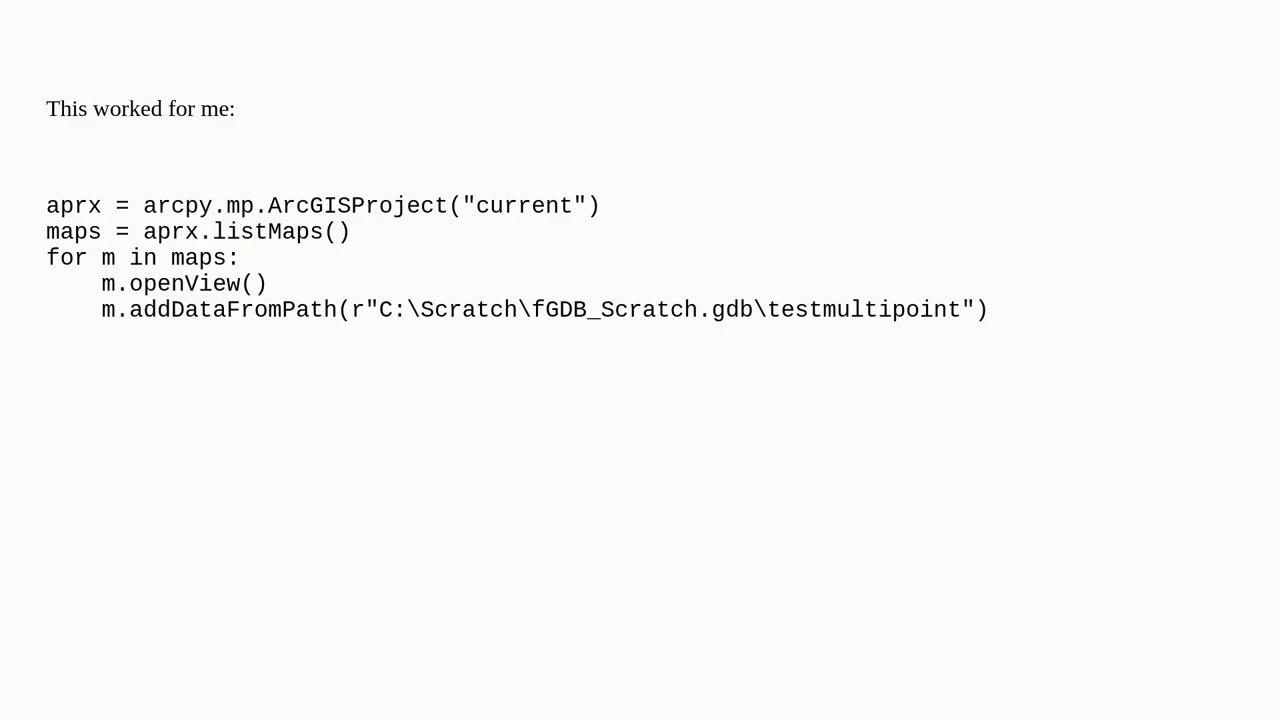 This worked for me:
aprx = arcpy.mp.ArcGISProject("current")
maps = aprx.listMaps()
for m in maps:
    m.openView()
    m.addDataFromPath(r"C:\Scratch\fGDB_Scratch.gdb\testmultipoint")